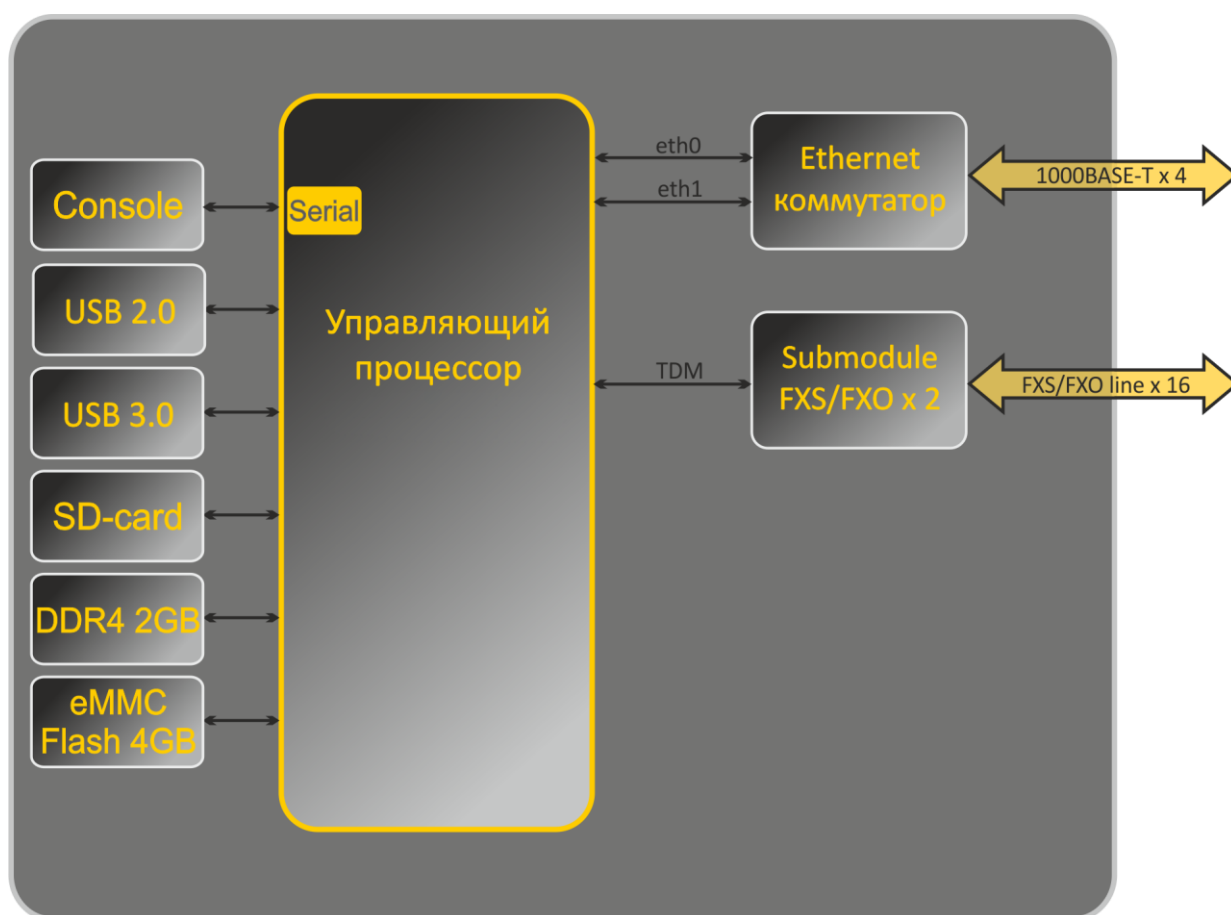 Console
USB 2.0
USB 3.0
SD-card
DDR4 2GB
eMMC
Flash 4GB
Serial
Управляющий
процессор
eth0
eth1
TDM
Ethernet
коммутатор
Submodule
FXS/FXO x 2
1000BASE-T x 4
FXS/FXO line x 16